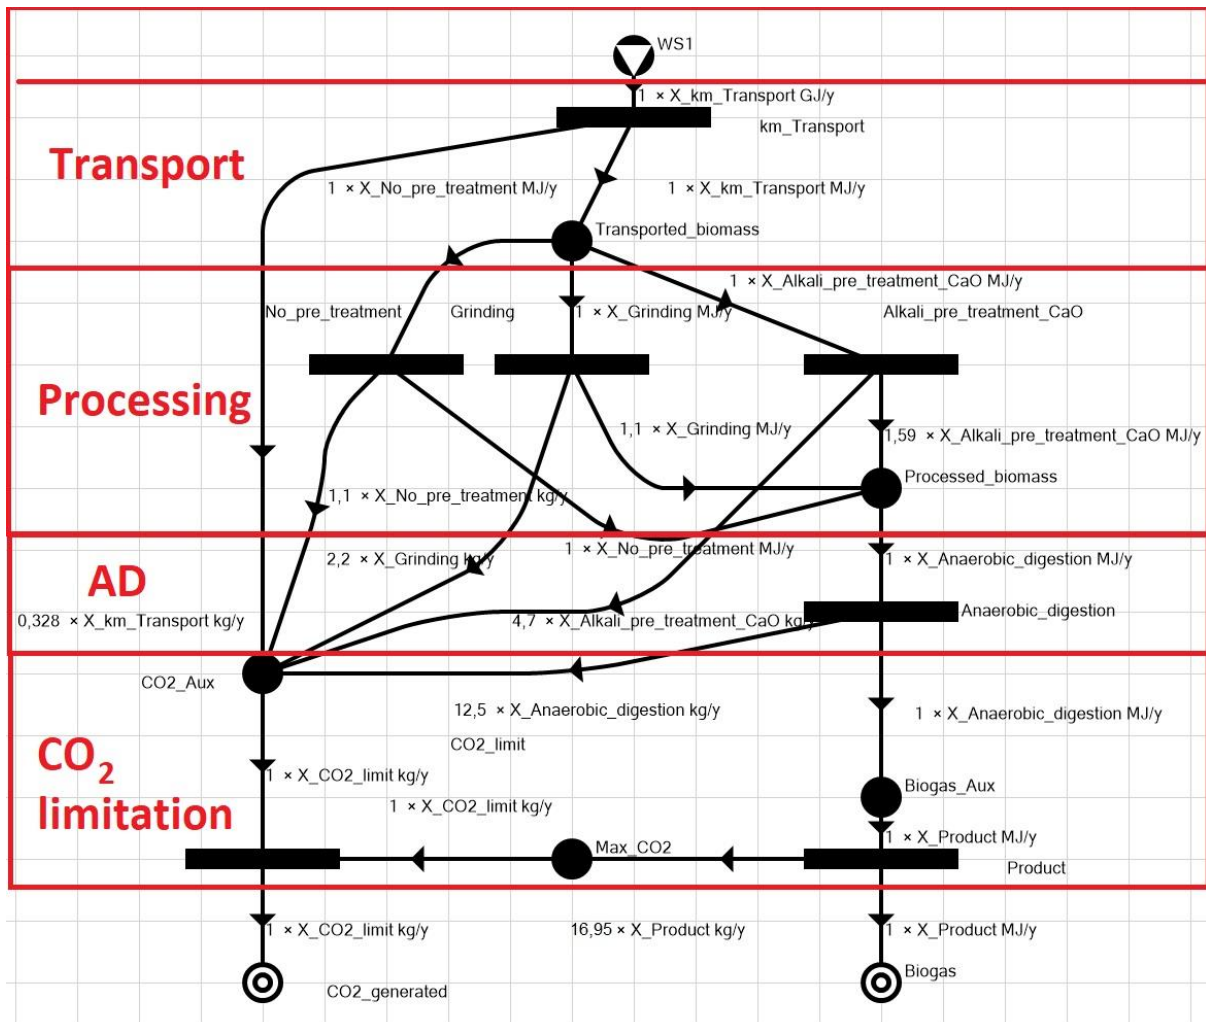 WS1
1 × X_km_Transport GJ/y
km_Transport
Transport
1 × X_No_pre_treatment MJ/y
1 × X_km_Transport MJ/y
Transported_biomass
1 × X_Alkali_pre_treatment_CaO MJ/y
No_pre_treatment
Grinding
1 × X_Grinding MJ/y
Alkali_pre_treatment_CaO
Processing
1,1 × X_Grinding MJ/y
1,59 × X_Alkali_pre_treatment_CaO MJ/y
Processed_biomass
1,1 × X_No_pre_treatment kg/y
1 × X_No_pre_treatment MJ/y
2,2 × X_Grinding kg/y
1 × X_Anaerobic_digestion MJ/y
AD
Anaerobic_digestion
0,328 × X_km_Transport kg/y
4,7 × X_Alkali_pre_treatment_CaO kg/y
CO2_Aux
12,5 × X_Anaerobic_digestion kg/y
1 × X_Anaerobic_digestion MJ/y
CO2_limit
CO₂
limitation
1 × X_CO2_limit kg/y
Biogas_Aux
1 × X_CO2_limit kg/y
1 × X_Product MJ/y
Max_CO2
Product
1 × X_CO2_limit kg/y
16,95 × X_Product kg/y
1 × X_Product MJ/y
Biogas
CO2_generated